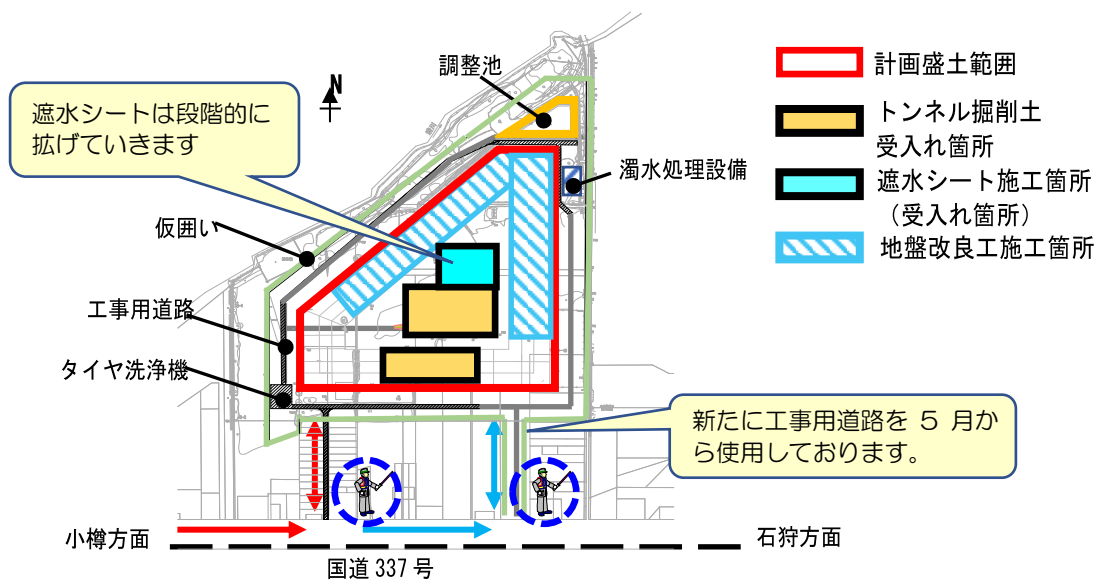 調整池
N
遮水シートは段階的に
拡げていきます
計画盛土範囲
トンネル掘削土
受入れ箇所
遮水シート施工箇所
(受入れ箇所)
地盤改良工施工箇所
濁水処理設備
仮囲い
工事用道路
タイヤ洗浄機
新たに工事用道路を 5 月か
ら使用しております。
小樽方面
石狩方面
国道 337 号